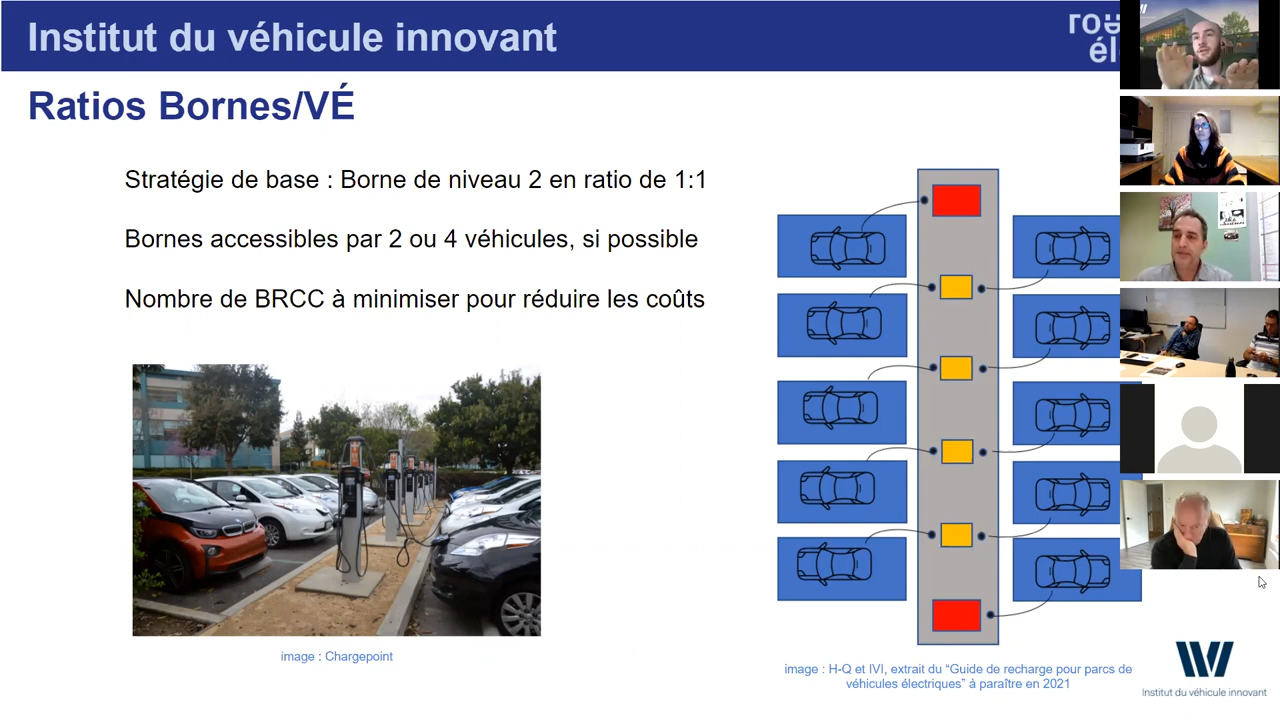 Institut du véhicule innovant
Ratios Bornes/VÉ
Stratégie de base : Borne de niveau 2 en ratio de 1:1
Bornes accessibles par 2 ou 4 véhicules, si possible
Nombre de BRCC à minimiser pour réduire les coûts
image : Chargepoint
image : H-Q et IVI, extrait du “Guide de recharge pour parcs de
véhicules électriques” à paraître en 2021
Institut du véhicule innovant